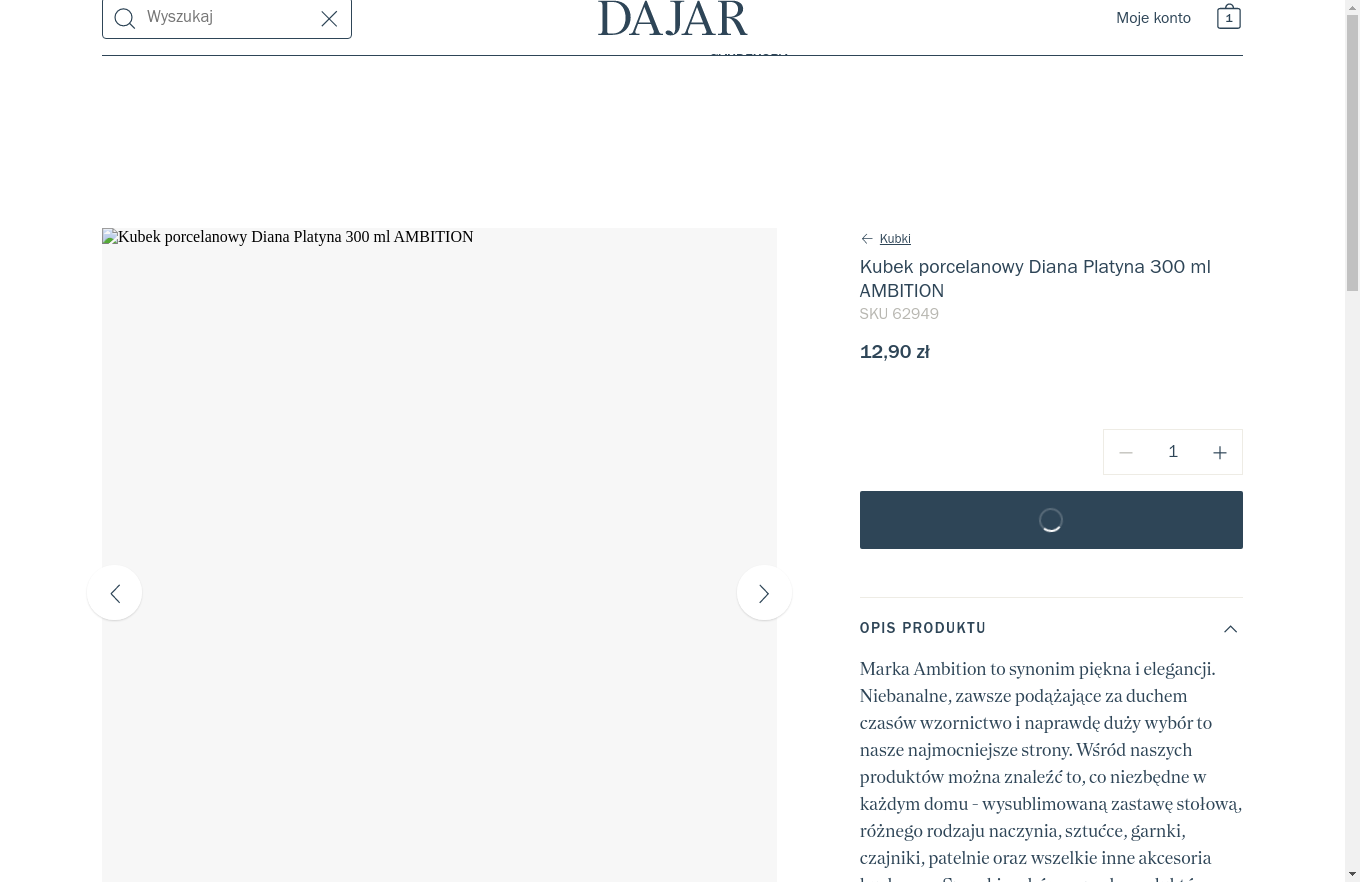 Wyszukaj
DAJAR
Moje konto
1
Kubek porcelanowy Diana Platyna 300 ml AMBITION
Kubki
Kubek porcelanowy Diana Platyna 300 ml
AMBITION
SKU 62949
12,90 zł
1
OPIS PRODUKTU
Marka Ambition to synonim piękna i elegancji.
Niebanalne, zawsze podążające za duchem
czasów wzornictwo i naprawdę duży wybór to
nasze najmocniejsze strony. Wśród naszych
produktów można znaleźć to, co niezbędne w
każdym domu - wysublimowaną zastawę stołową,
różnego rodzaju naczynia, sztućce, garnki,
czajniki, patelnie oraz wszelkie inne akcesoria